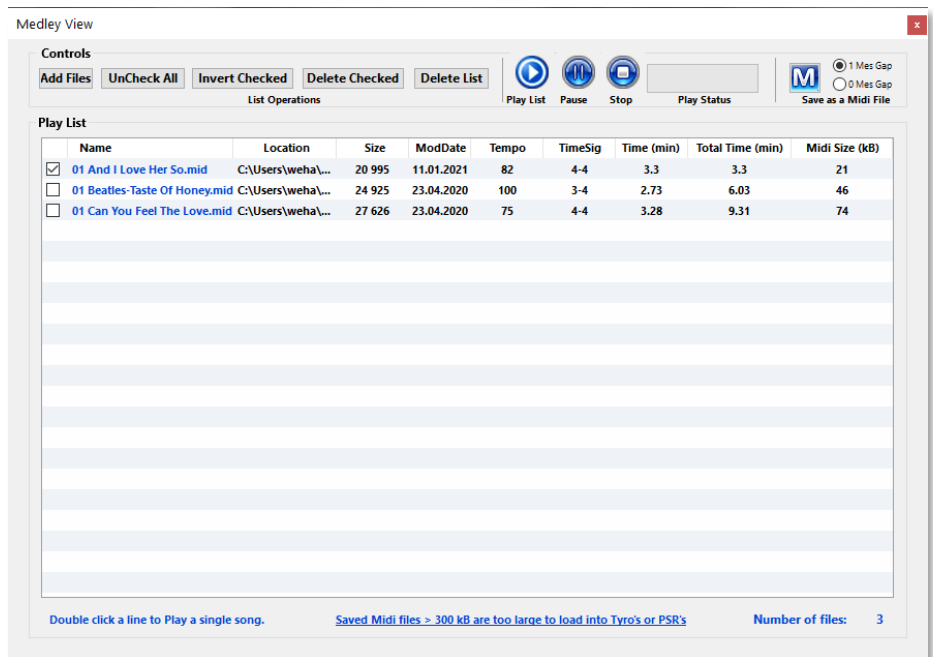 Medley View
x
Controls
Add Files UnCheck All Invert Checked Delete Checked Delete List
List Operations
Play List Pause Stop Play Status
M
1 Mes Gap
0 Mes Gap
Save as a Midi File
Play List
Name Location Size ModDate Tempo TimeSig Time (min) Total Time (min) Midi Size (kB)
01 And I Love Her So.mid C:\Users\weha\... 20 995 11.01.2021 82 4-4 3.3 3.3 21
01 Beatles-Taste Of Honey.mid C:\Users\weha\... 24 925 23.04.2020 100 3-4 2.73 6.03 46
01 Can You Feel The Love.mid C:\Users\weha\... 27 626 23.04.2020 75 4-4 3.28 9.31 74
Double click a line to Play a single song. Saved Midi files > 300 kB are too large to load into Tyro's or PSR's Number of files: 3